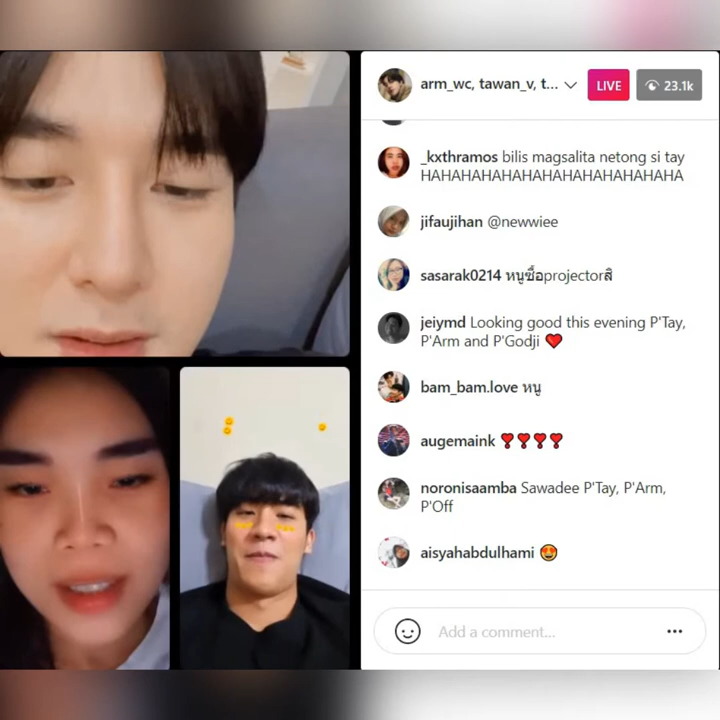 arm_wc, tawan_v, t...
LIVE
23.1k
_kxthramos bilis magsalita netong si tay
HAHAHAHAHAHAHAHAHAHAHAHA
jifaujihan @newwiee
sasarak0214 หนูซื้อprojectorสิ
jeiymd Looking good this evening P'Tay,
P'Arm and P'Godji
bam_bam.love หนู
augemaink
noronisaamba Sawadee P'Tay, P'Arm,
P'Off
aisyahabdulhami
Add a comment...